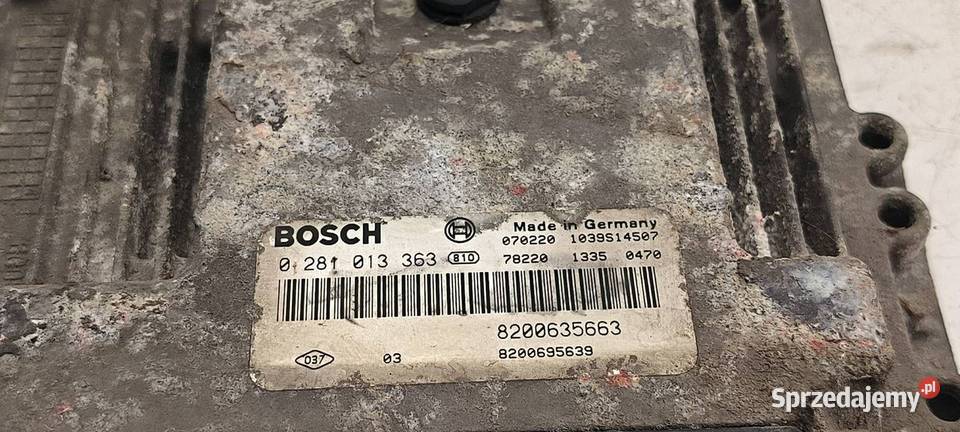 BOSCH
Made in Germany
070220 1039S14507
0 281 013 363 810
78220 1335 0470
8200635663
037 03
8200695639
Sprzedajemy.pl